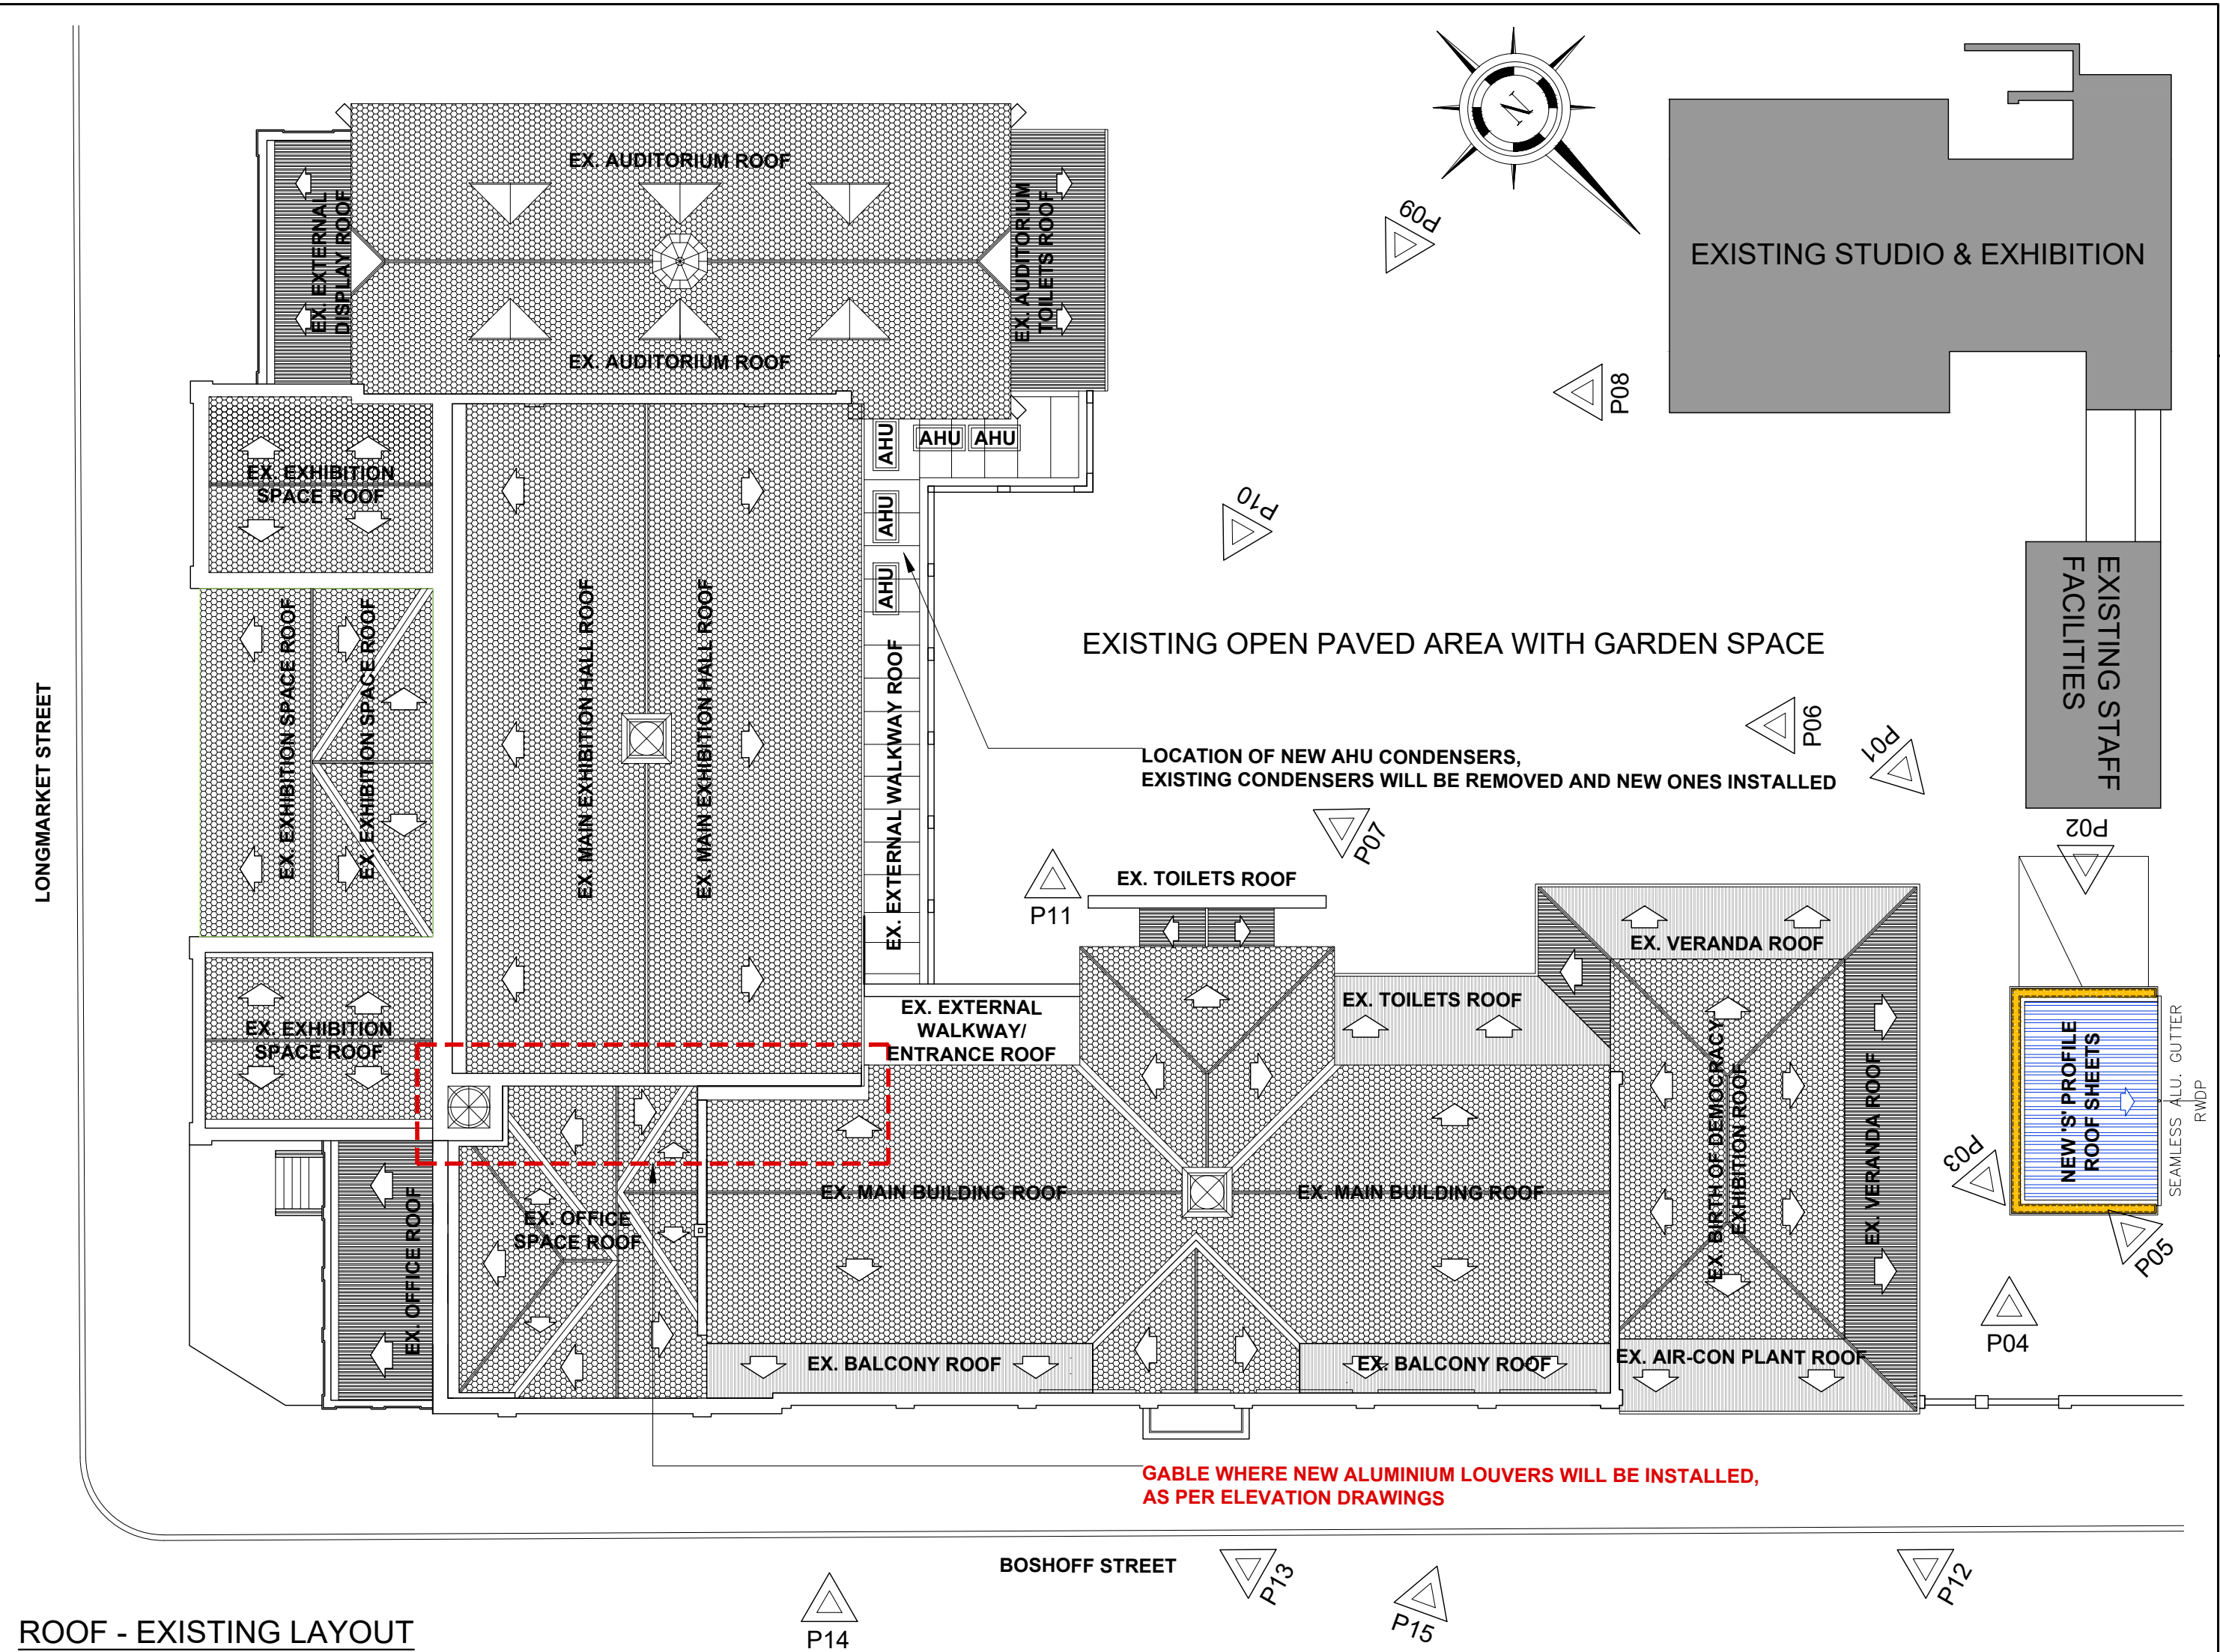 EX. AUDITORIUM ROOF
EX. EXTERNAL
DISPLAY ROOF
EX. AUDITORIUM
TOILETS ROOF
EX. AUDITORIUM ROOF
N
P09
EXISTING STUDIO & EXHIBITION
P08
EX. EXHIBITION
SPACE ROOF
AHU
AHU
AHU
AHU
AHU
P10
EXISTING STAFF
FACILITIES
EX. EXHIBITION SPACE ROOF
EX. EXHIBITION SPACE ROOF
EX. MAIN EXHIBITION HALL ROOF
EX. MAIN EXHIBITION HALL ROOF
EX. EXTERNAL WALKWAY ROOF
EXISTING OPEN PAVED AREA WITH GARDEN SPACE
LONGMARKET STREET
P06
P01
LOCATION OF NEW AHU CONDENSERS,
EXISTING CONDENSERS WILL BE REMOVED AND NEW ONES INSTALLED
P07
P02
P11
EX. TOILETS ROOF
EX. VERANDA ROOF
EX. EXHIBITION
SPACE ROOF
EX. EXTERNAL
WALKWAY/
ENTRANCE ROOF
EX. TOILETS ROOF
EX. BIRTH OF DEMOCRACY
EXHIBITION ROOF
EX. VERANDA ROOF
NEW 'S' PROFILE
ROOF SHEETS
SEAMLESS ALU. GUTTER
RWDP
P03
P05
P04
EX. OFFICE ROOF
EX. OFFICE
SPACE ROOF
EX. MAIN BUILDING ROOF
EX. MAIN BUILDING ROOF
EX. BALCONY ROOF
EX. BALCONY ROOF
EX. AIR-CON PLANT ROOF
GABLE WHERE NEW ALUMINIUM LOUVERS WILL BE INSTALLED,
AS PER ELEVATION DRAWINGS
BOSHOFF STREET
P14
P13
P15
P12
ROOF - EXISTING LAYOUT